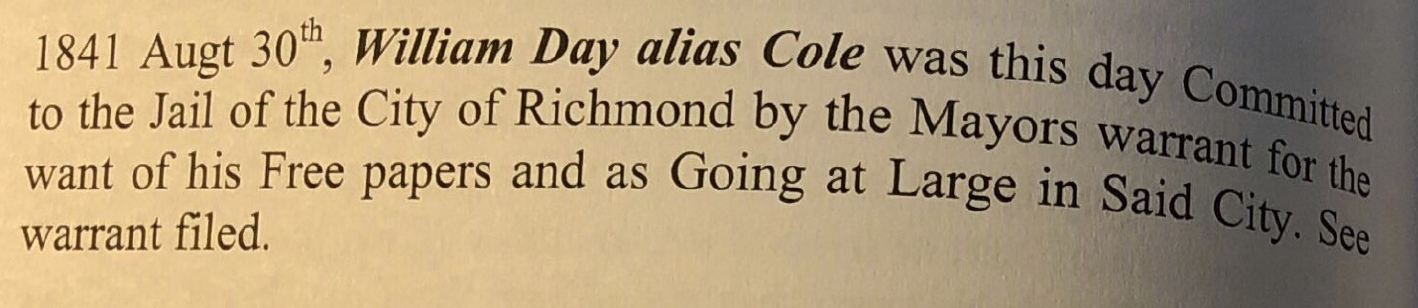 1841 Augt 30th, William Day alias Cole was this day Committed
to the Jail of the City of Richmond by the Mayors warrant for the
want of his Free papers and as Going at Large in Said City. See
warrant filed.